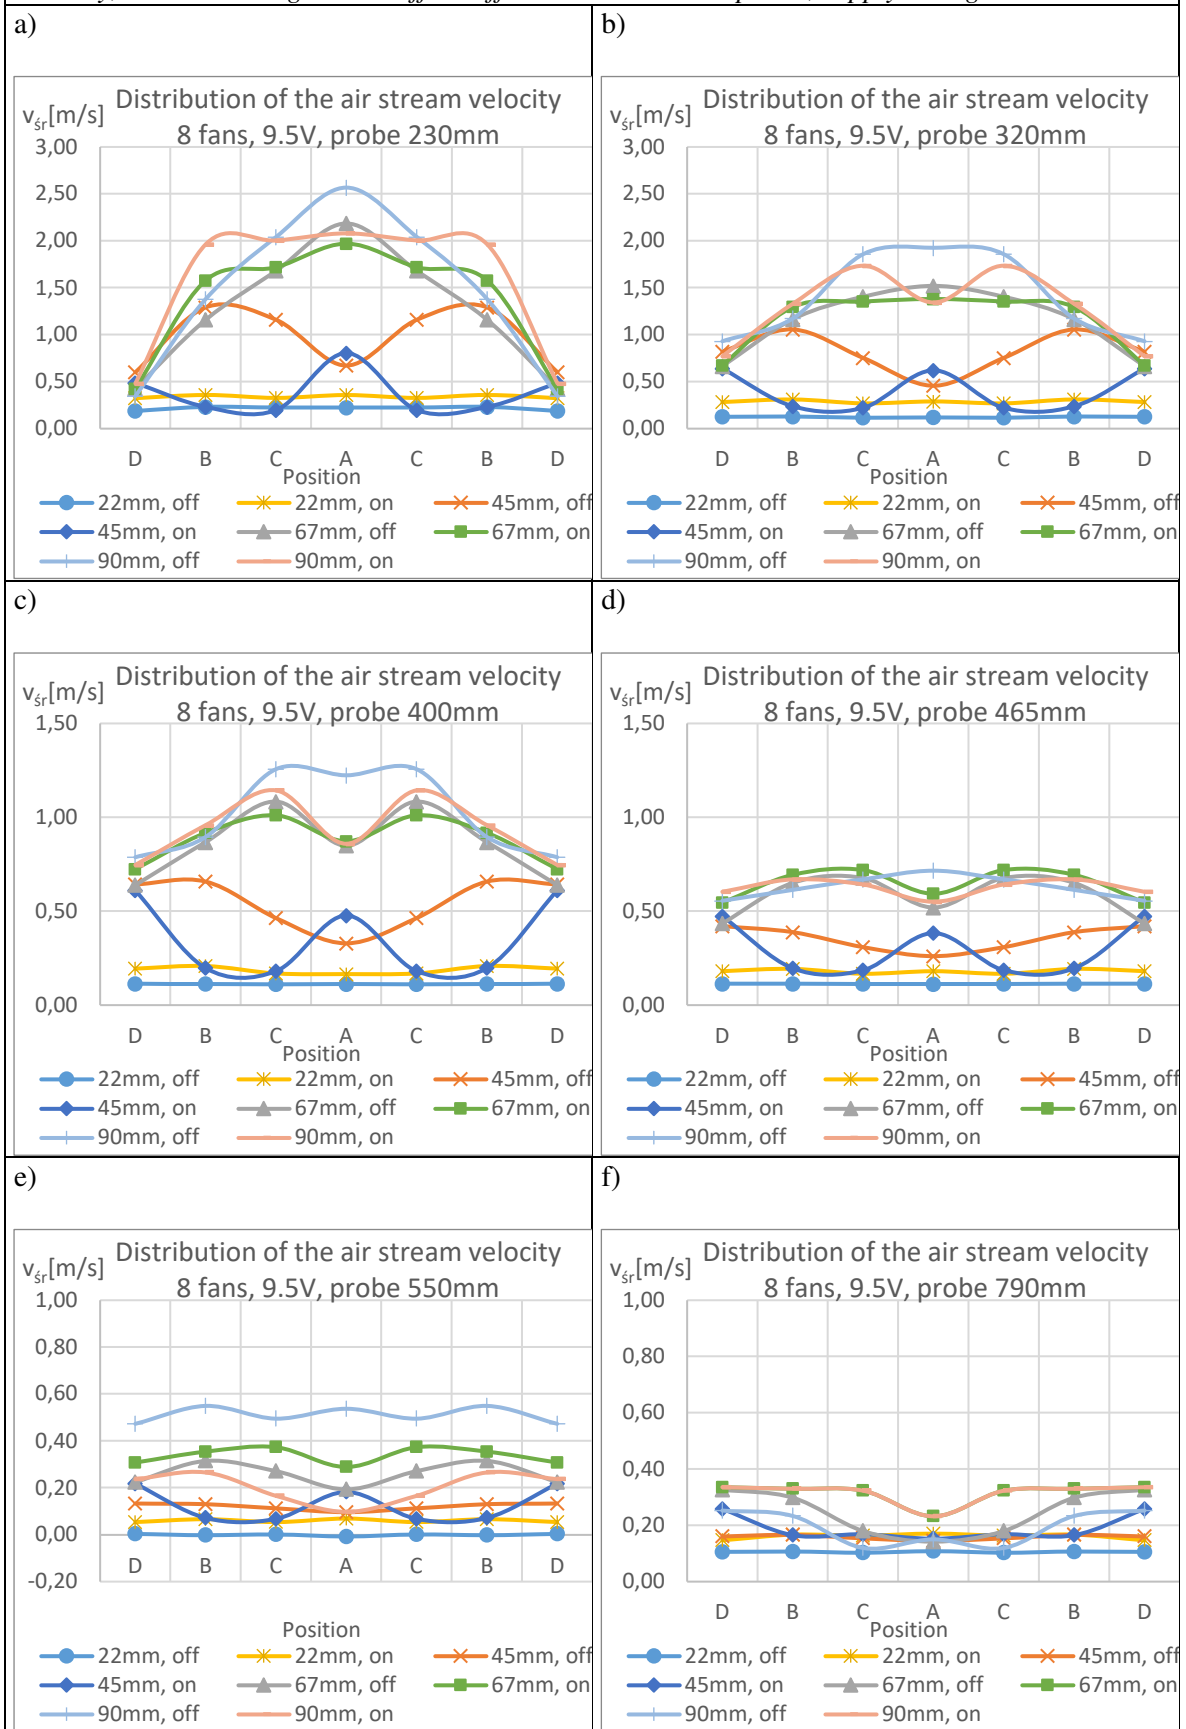 a)
Distribution of the air stream velocity
8 fans, 9.5V, probe 230mm
vśr[m/s]
3,00
2,50
2,00
1,50
1,00
0,50
0,00
D B C A C B D
Position
22mm, off 22mm, on 45mm, off
45mm, on 67mm, off 67mm, on
90mm, off 90mm, on
b)
Distribution of the air stream velocity
8 fans, 9.5V, probe 320mm
vśr[m/s]
3,00
2,50
2,00
1,50
1,00
0,50
0,00
D B C A C B D
Position
22mm, off 22mm, on 45mm, off
45mm, on 67mm, off 67mm, on
90mm, off 90mm, on
c)
Distribution of the air stream velocity
8 fans, 9.5V, probe 400mm
vśr[m/s]
1,50
1,00
0,50
0,00
D B C A C B D
Position
22mm, off 22mm, on 45mm, off
45mm, on 67mm, off 67mm, on
90mm, off 90mm, on
d)
Distribution of the air stream velocity
8 fans, 9.5V, probe 465mm
vśr[m/s]
1,50
1,00
0,50
0,00
D B C A C B D
Position
22mm, off 22mm, on 45mm, off
45mm, on 67mm, off 67mm, on
90mm, off 90mm, on
e)
Distribution of the air stream velocity
8 fans, 9.5V, probe 550mm
vśr[m/s]
1,00
0,80
0,60
0,40
0,20
0,00
-0,20
D B C A C B D
Position
22mm, off 22mm, on 45mm, off
45mm, on 67mm, off 67mm, on
90mm, off 90mm, on
f)
Distribution of the air stream velocity
8 fans, 9.5V, probe 790mm
vśr[m/s]
1,00
0,80
0,60
0,40
0,20
0,00
D B C A C B D
Position
22mm, off 22mm, on 45mm, off
45mm, on 67mm, off 67mm, on
90mm, off 90mm, on